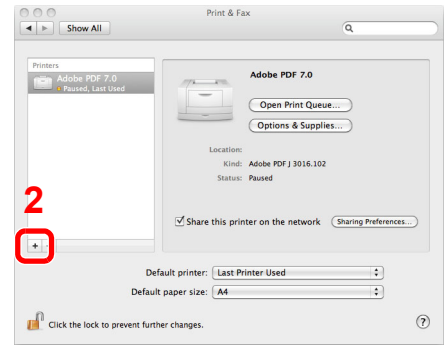 Print & Fax
Show All
Printers
Adobe PDF 7.0
Paused, Last Used
Adobe PDF 7.0
Open Print Queue...
Options & Supplies...
Location:
Kind: Adobe PDF J 3016.102
Status: Paused
2
Share this printer on the network
Sharing Preferences...
+ -
Default printer: Last Printer Used
Default paper size: A4
Click the lock to prevent further changes.
?